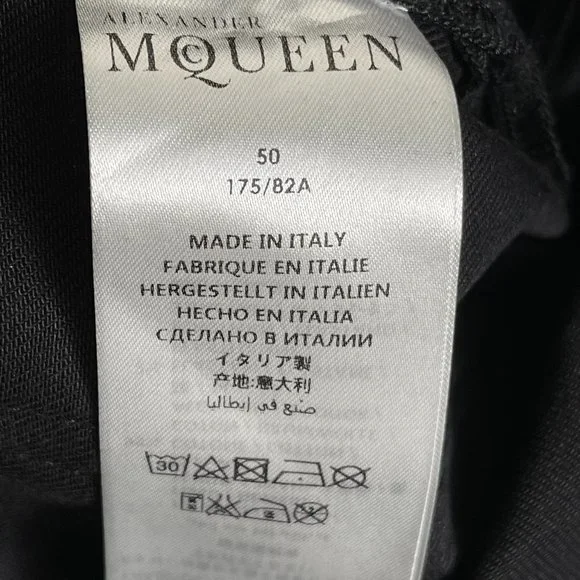 ALEXANDER
MCQUEEN
50
175/82A
MADE IN ITALY
FABRIQUE EN ITALIE
HERGESTELLT IN ITALIEN
HECHO EN ITALIA
СДЕЛАНО В ИТАЛИИ
イタリア製
产地:意大利
صنع في إيطاليا
30